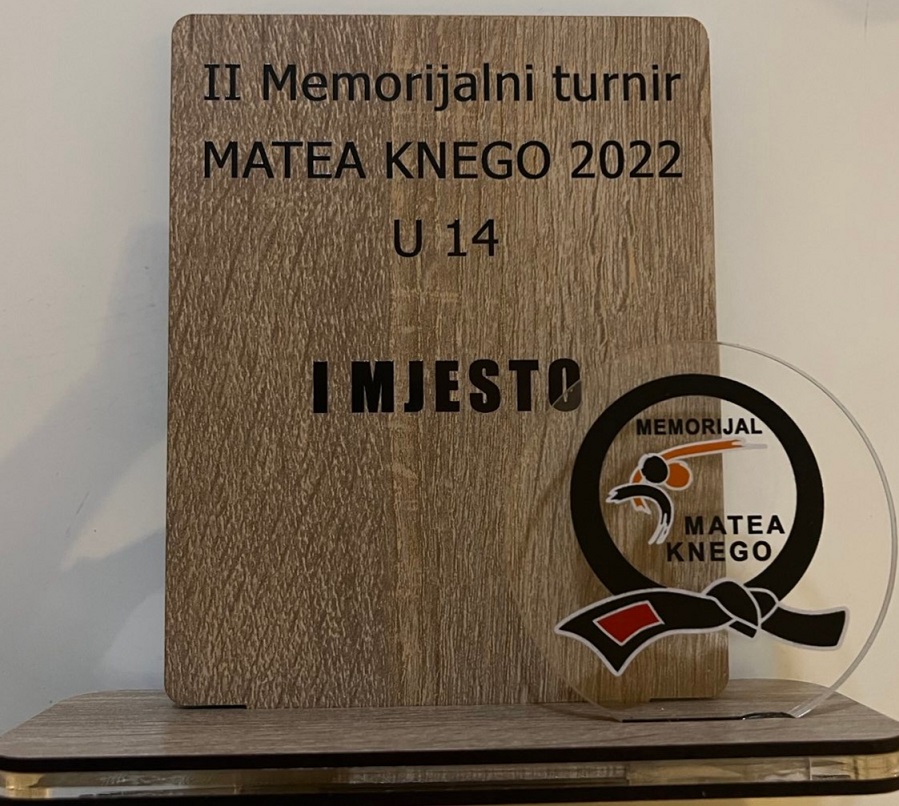 II Memorijalni turnir
MATEA KNEGO 2022
U 14
I MJESTO
MEMORIJAL
MATEA
KNEGO